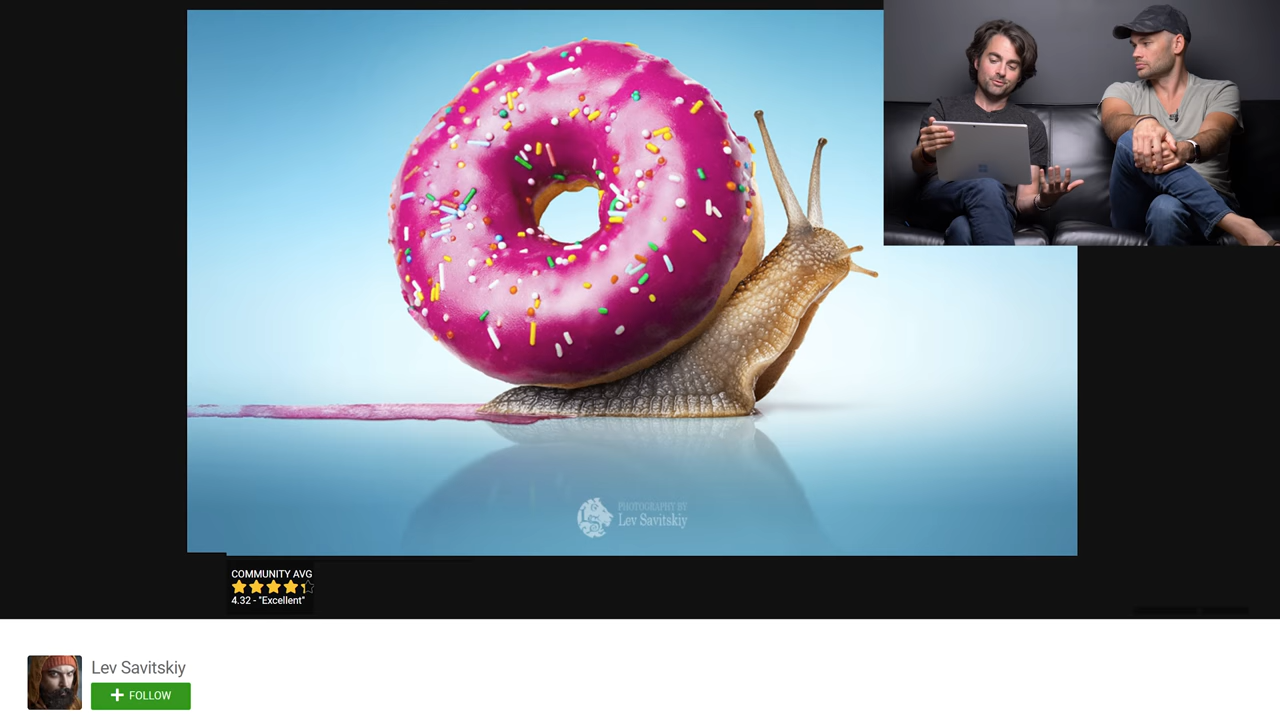 PHOTOGRAPHY BY
Lev Savitskiy
COMMUNITY AVG
4.32 - "Excellent"
Lev Savitskiy
FOLLOW